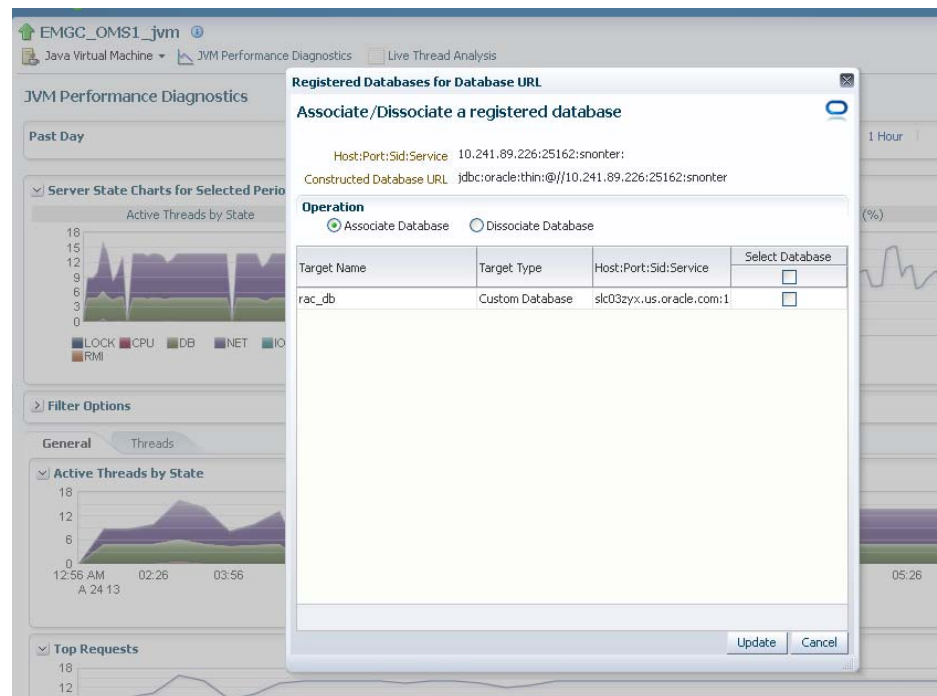 EMGC_OMS1_jvm
Java Virtual Machine JVM Performance Diagnostics Live Thread Analysis
JVM Performance Diagnostics
Past Day
1 Hour
Server State Charts for Selected Perio
Active Threads by State
(%)
18
15
12
9
6
3
0
LOCK CPU DB NET IO
RMI
Filter Options
General Threads
Active Threads by State
18
12
6
0
12:56 AM 02:26 03:56 05:26
A 24 13
Top Requests
18
12
Registered Databases for Database URL
Associate/Dissociate a registered database
Host:Port:Sid:Service 10.241.89.226:25162:snonter:
Constructed Database URL jdbc:oracle:thin:@//10.241.89.226:25162:snonter
Operation
Associate Database Dissociate Database
Target Name Target Type Host:Port:Sid:Service Select Database
rac_db Custom Database slc03zyx.us.oracle.com:1
Update Cancel